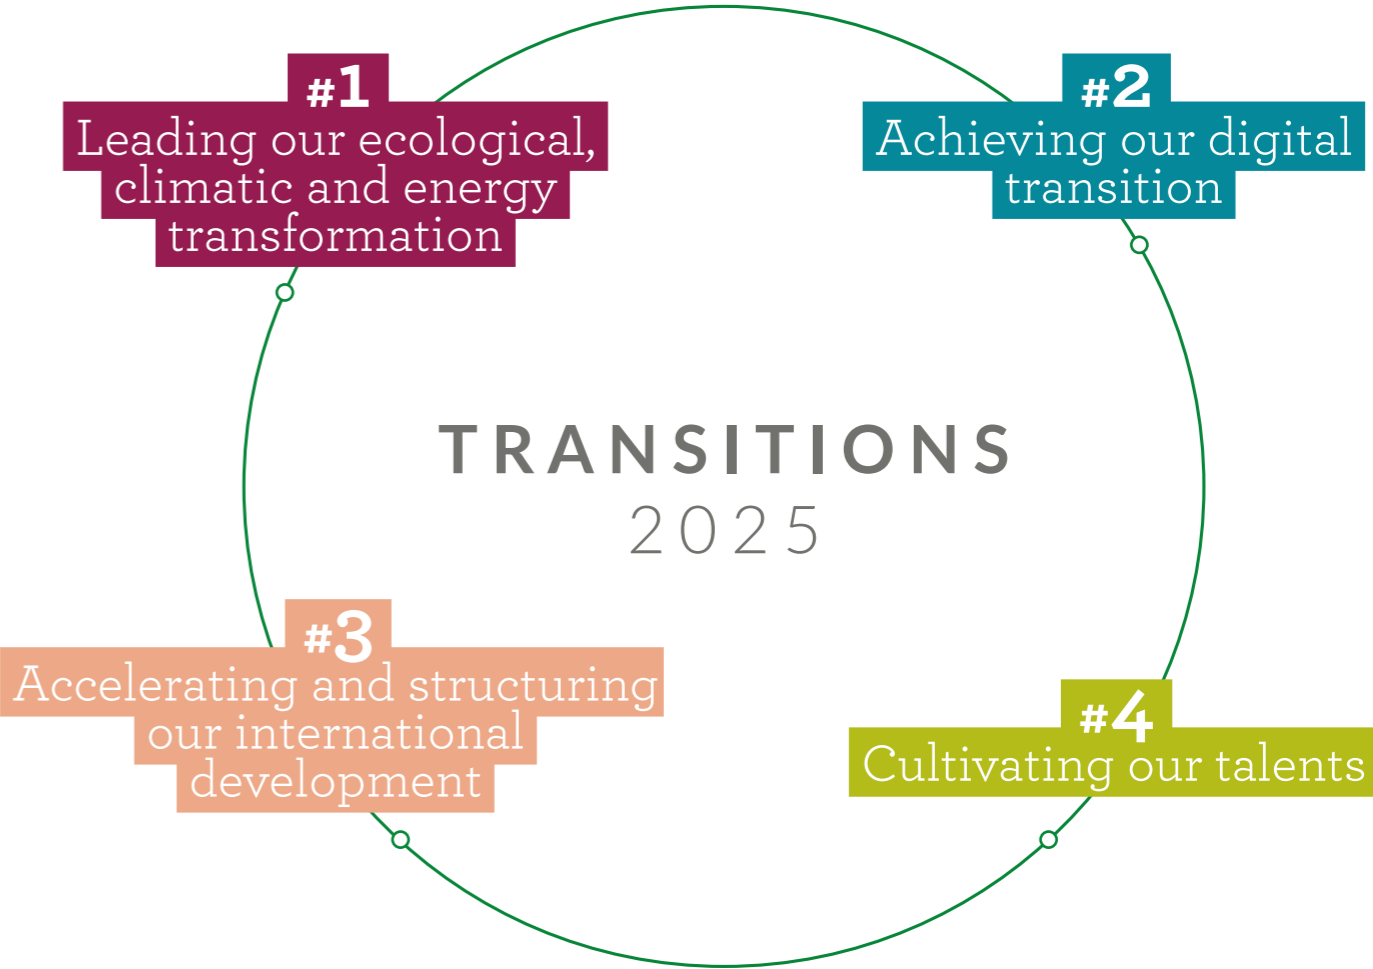 #1
Leading our ecological,
climatic and energy
transformation
#2
Achieving our digital
transition
TRANSITIONS
2025
#3
Accelerating and structuring
our international
development
#4
Cultivating our talents